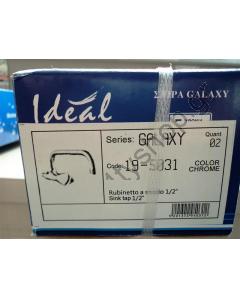 Ideal
ΣΕΙΡΑ GALAXY
Series: GALAXY
Quant
02
Code: 19-5031
COLOR
CHROME
Rubinetto a snodo 1/2"
Sink tap 1/2"